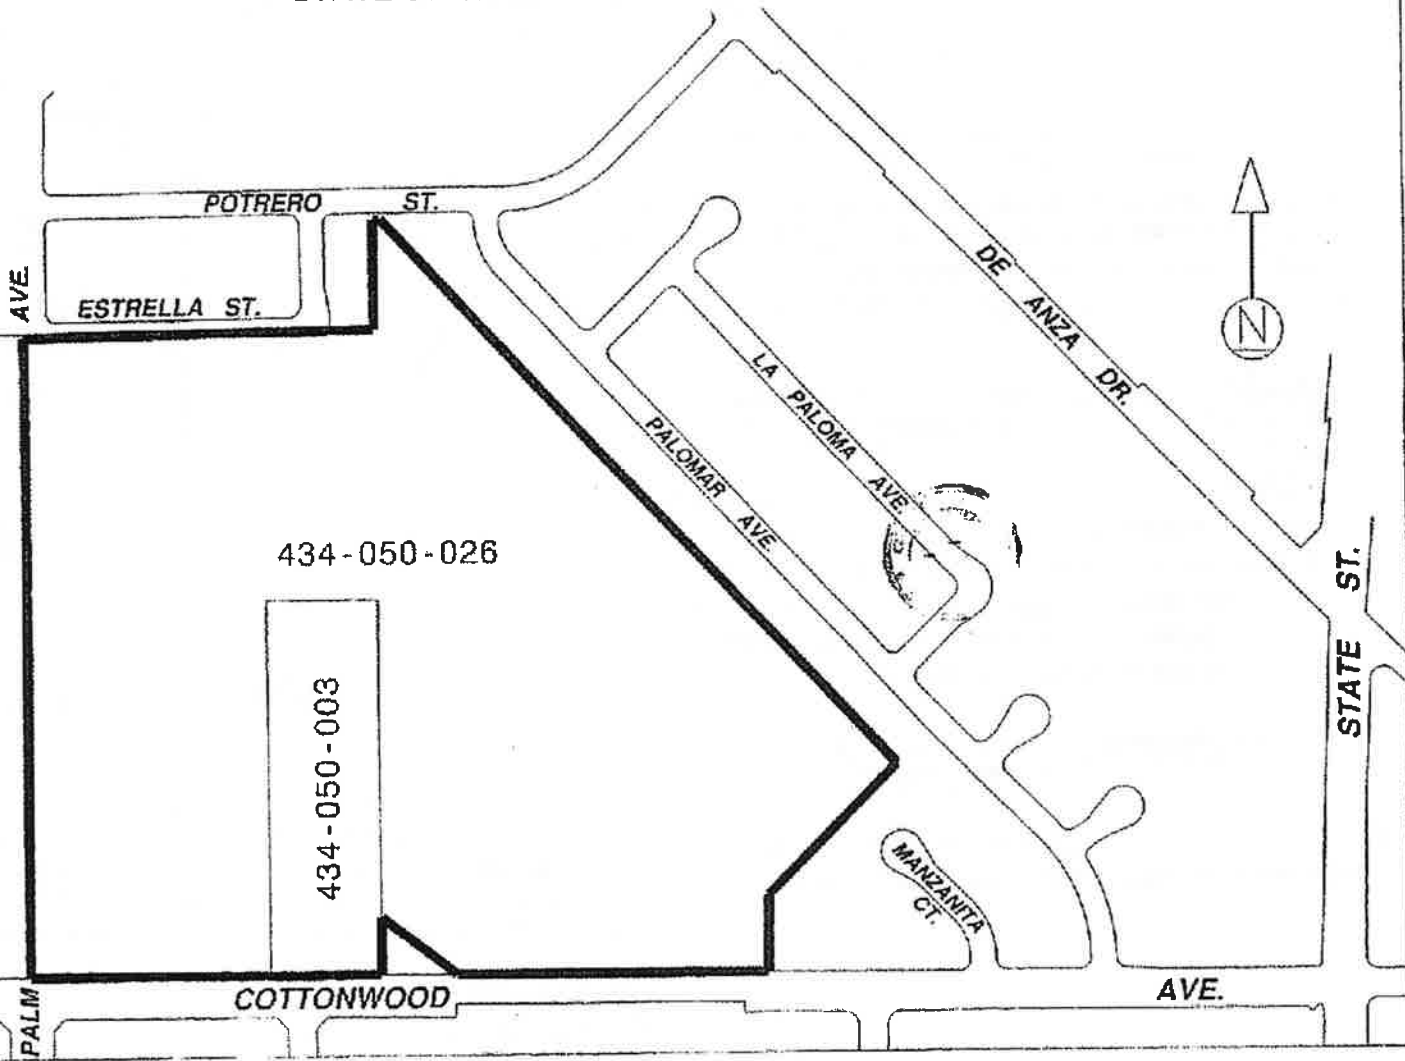 POTRERO ST.
AVE.
ESTRELLA ST.
DE ANZA DR.
N
LA PALOMA AVE.
PALOMAR AVE.
434-050-026
434-050-003
STATE ST.
MANZANITA
CT.
PALM
COTTONWOOD AVE.